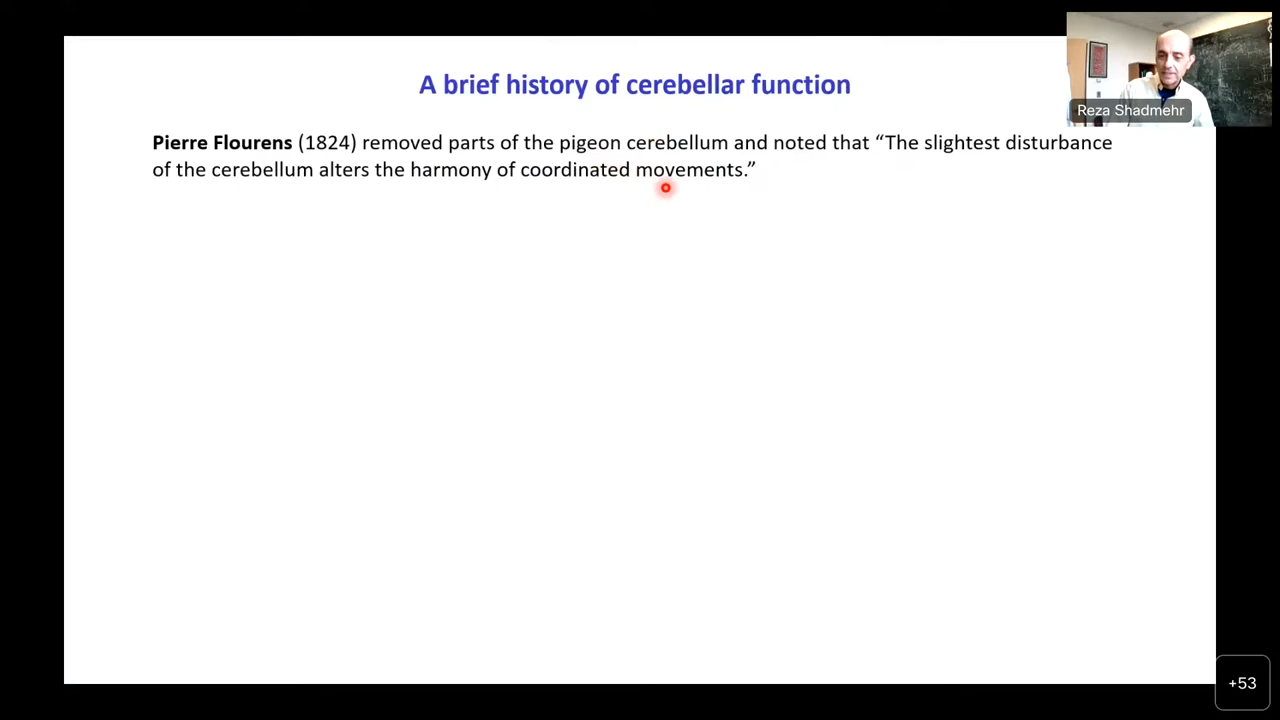 A brief history of cerebellar function
Reza Shadmehr
Pierre Flourens (1824) removed parts of the pigeon cerebellum and noted that “The slightest disturbance
of the cerebellum alters the harmony of coordinated movements.”
+53